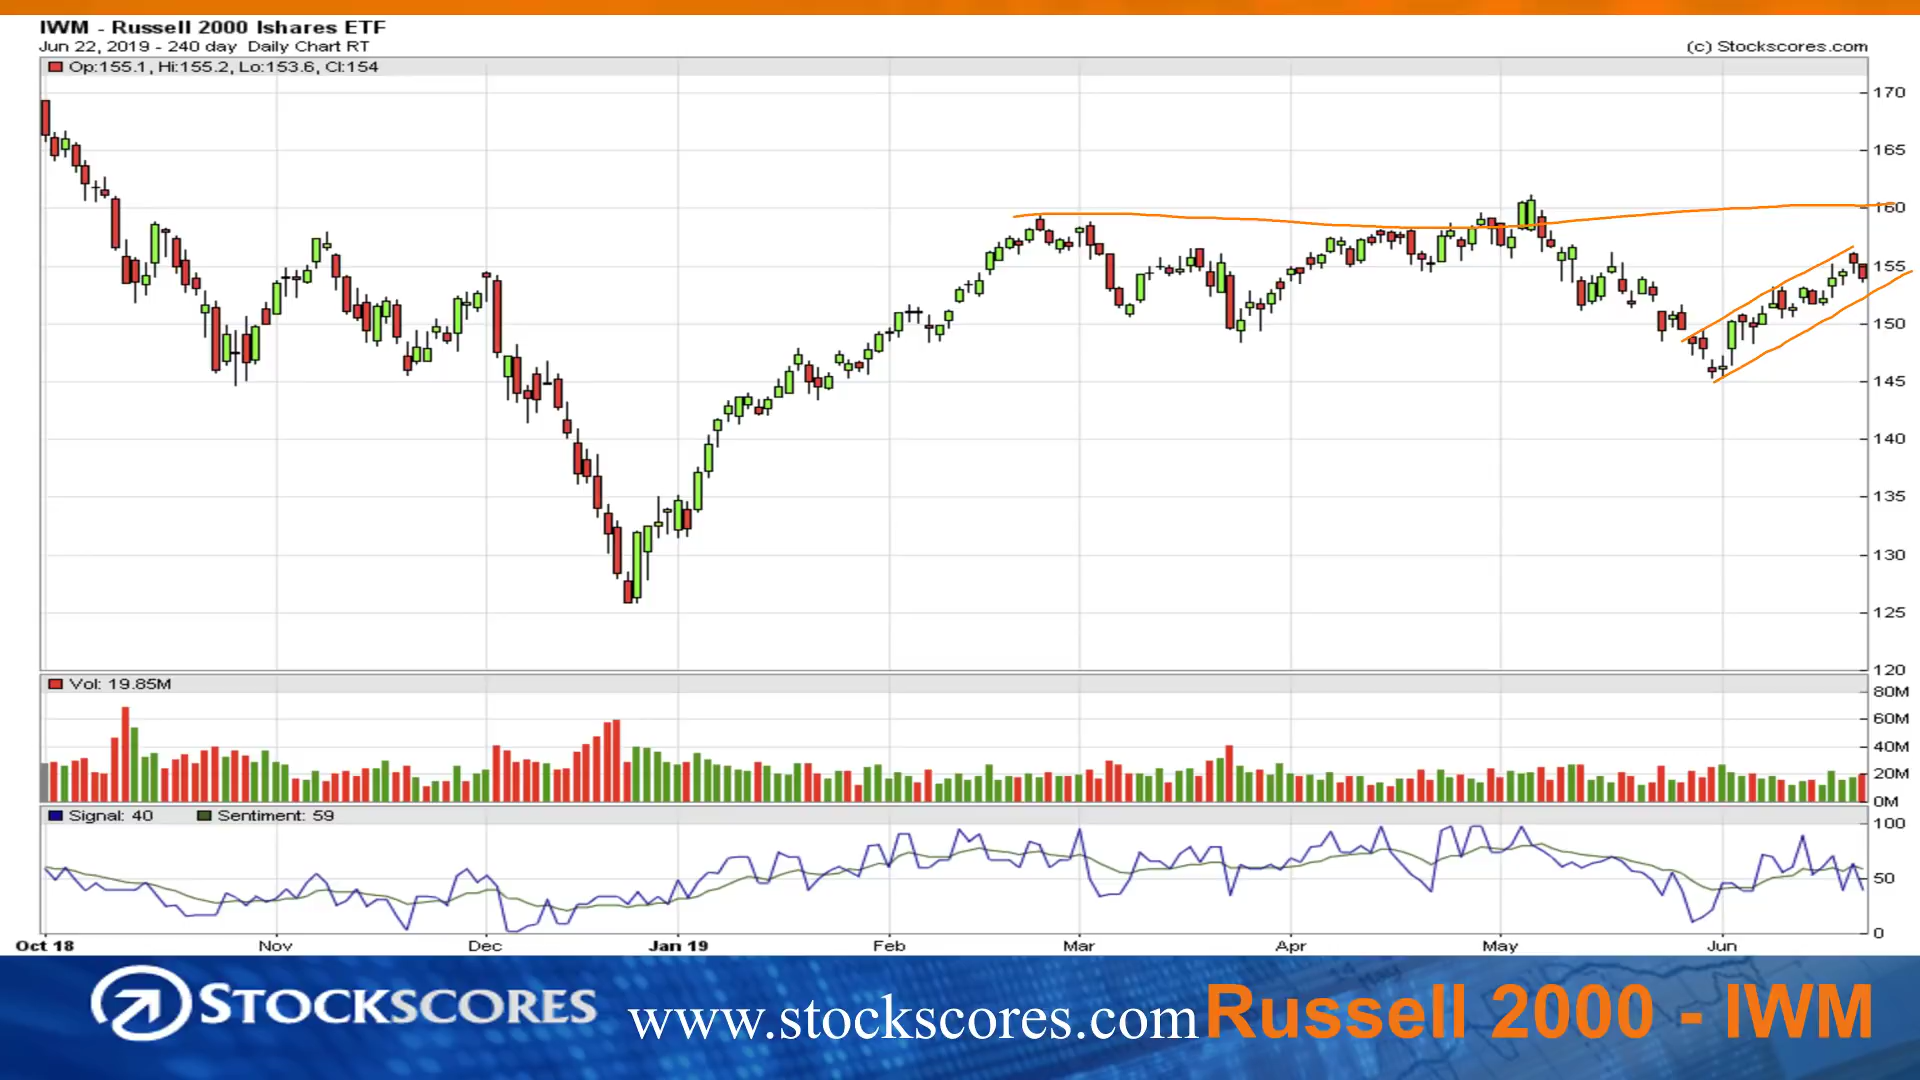 IWM - Russell 2000 Ishares ETF
Jun 22, 2019 - 240 day  Daily Chart RT
(c) Stockscores.com
Op:155.1, Hi:155.2, Lo:153.6, Cl:154
170
165
160
155
150
145
140
135
130
125
120
Vol: 19.85M
80M
60M
40M
20M
0M
Signal: 40
Sentiment: 59
100
50
0
Oct 18 Nov Dec Jan 19 Feb Mar Apr May Jun
STOCKSCORES www.stockscores.com Russell 2000 - IWM